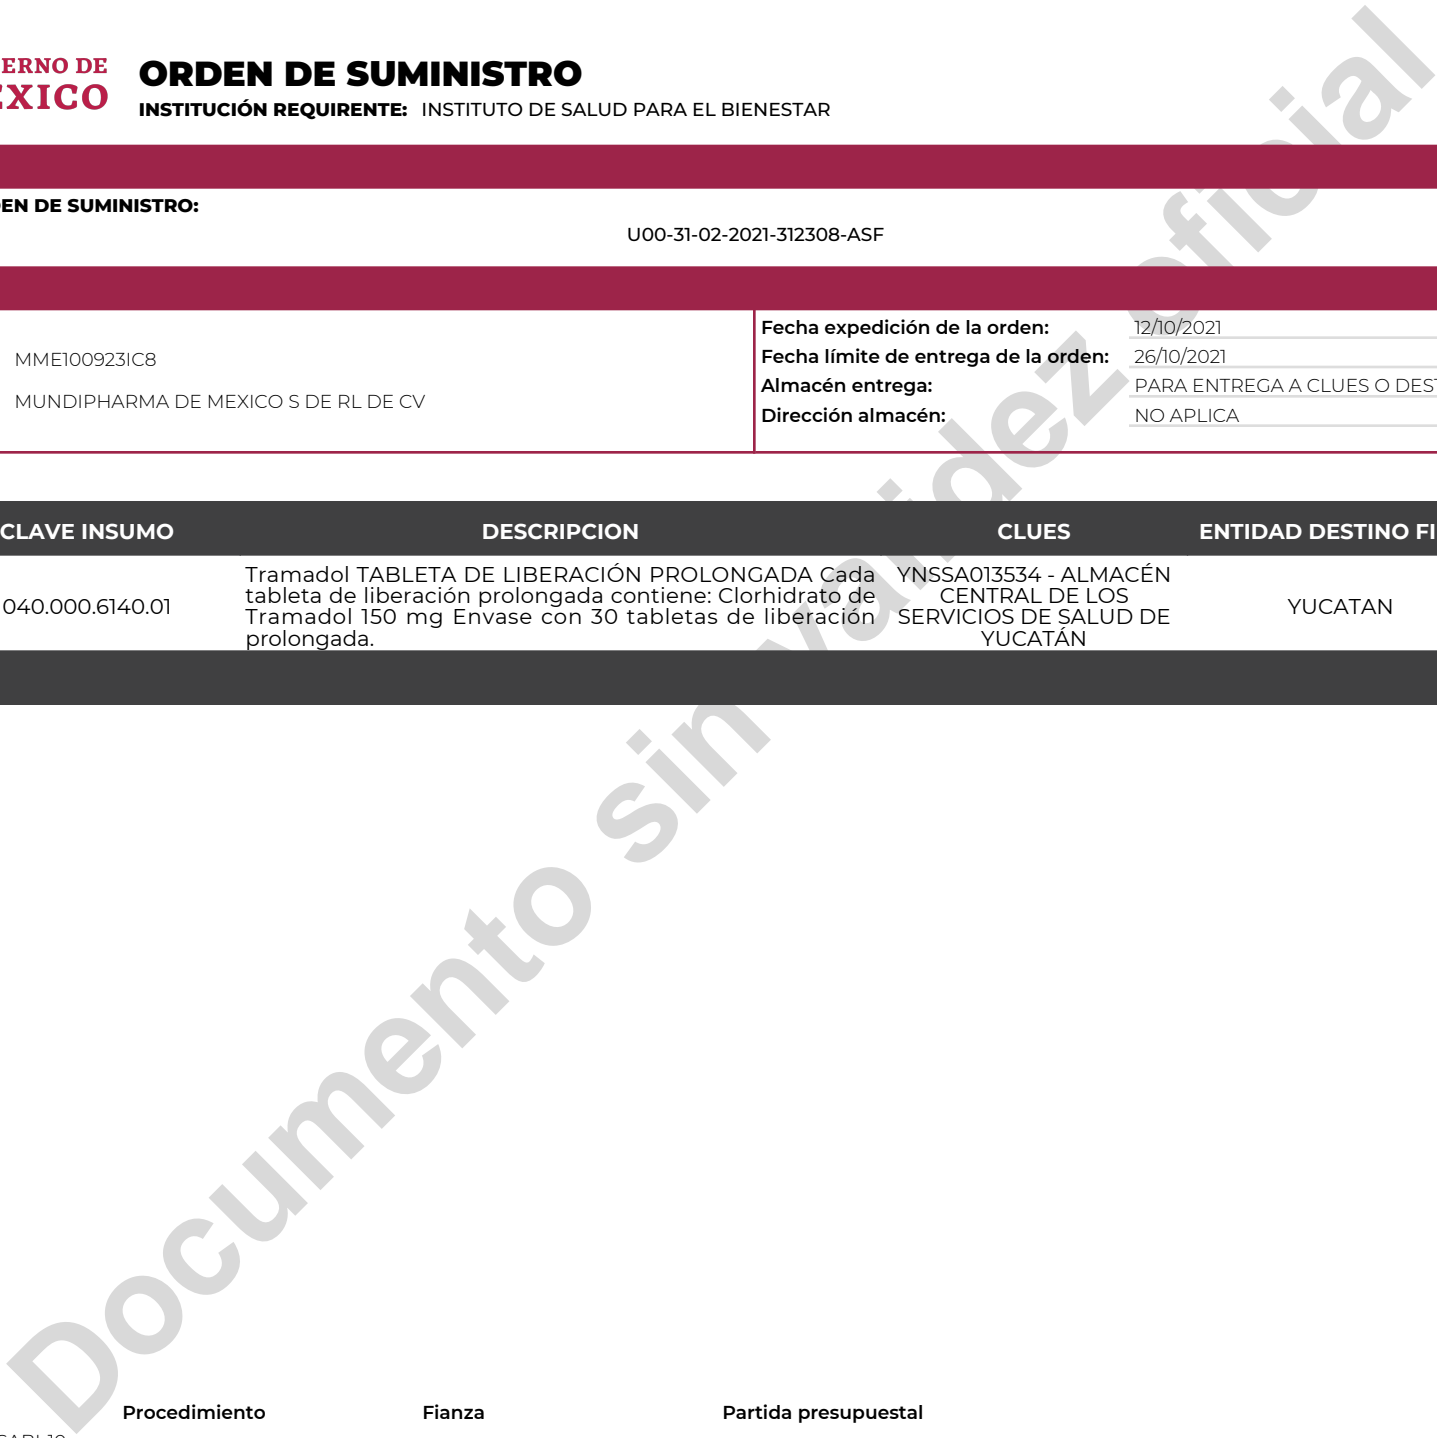 ERNO DE
EXICO
ORDEN DE SUMINISTRO
INSTITUCIÓN REQUIRENTE: INSTITUTO DE SALUD PARA EL BIENESTAR
EN DE SUMINISTRO:
U00-31-02-2021-312308-ASF
MME100923IC8
MUNDIPHARMA DE MEXICO S DE RL DE CV
Fecha expedición de la orden: 12/10/2021
Fecha límite de entrega de la orden: 26/10/2021
Almacén entrega: PARA ENTREGA A CLUES O DEST
Dirección almacén: NO APLICA
CLAVE INSUMO DESCRIPCION CLUES ENTIDAD DESTINO FI
040.000.6140.01
Tramadol TABLETA DE LIBERACIÓN PROLONGADA Cada
tableta de liberación prolongada contiene: Clorhidrato de
Tramadol 150 mg Envase con 30 tabletas de liberación
prolongada.
YNSSA013534 - ALMACÉN
CENTRAL DE LOS
SERVICIOS DE SALUD DE
YUCATÁN
YUCATAN
Documento sin validez oficial
Procedimiento Fianza Partida presupuestal